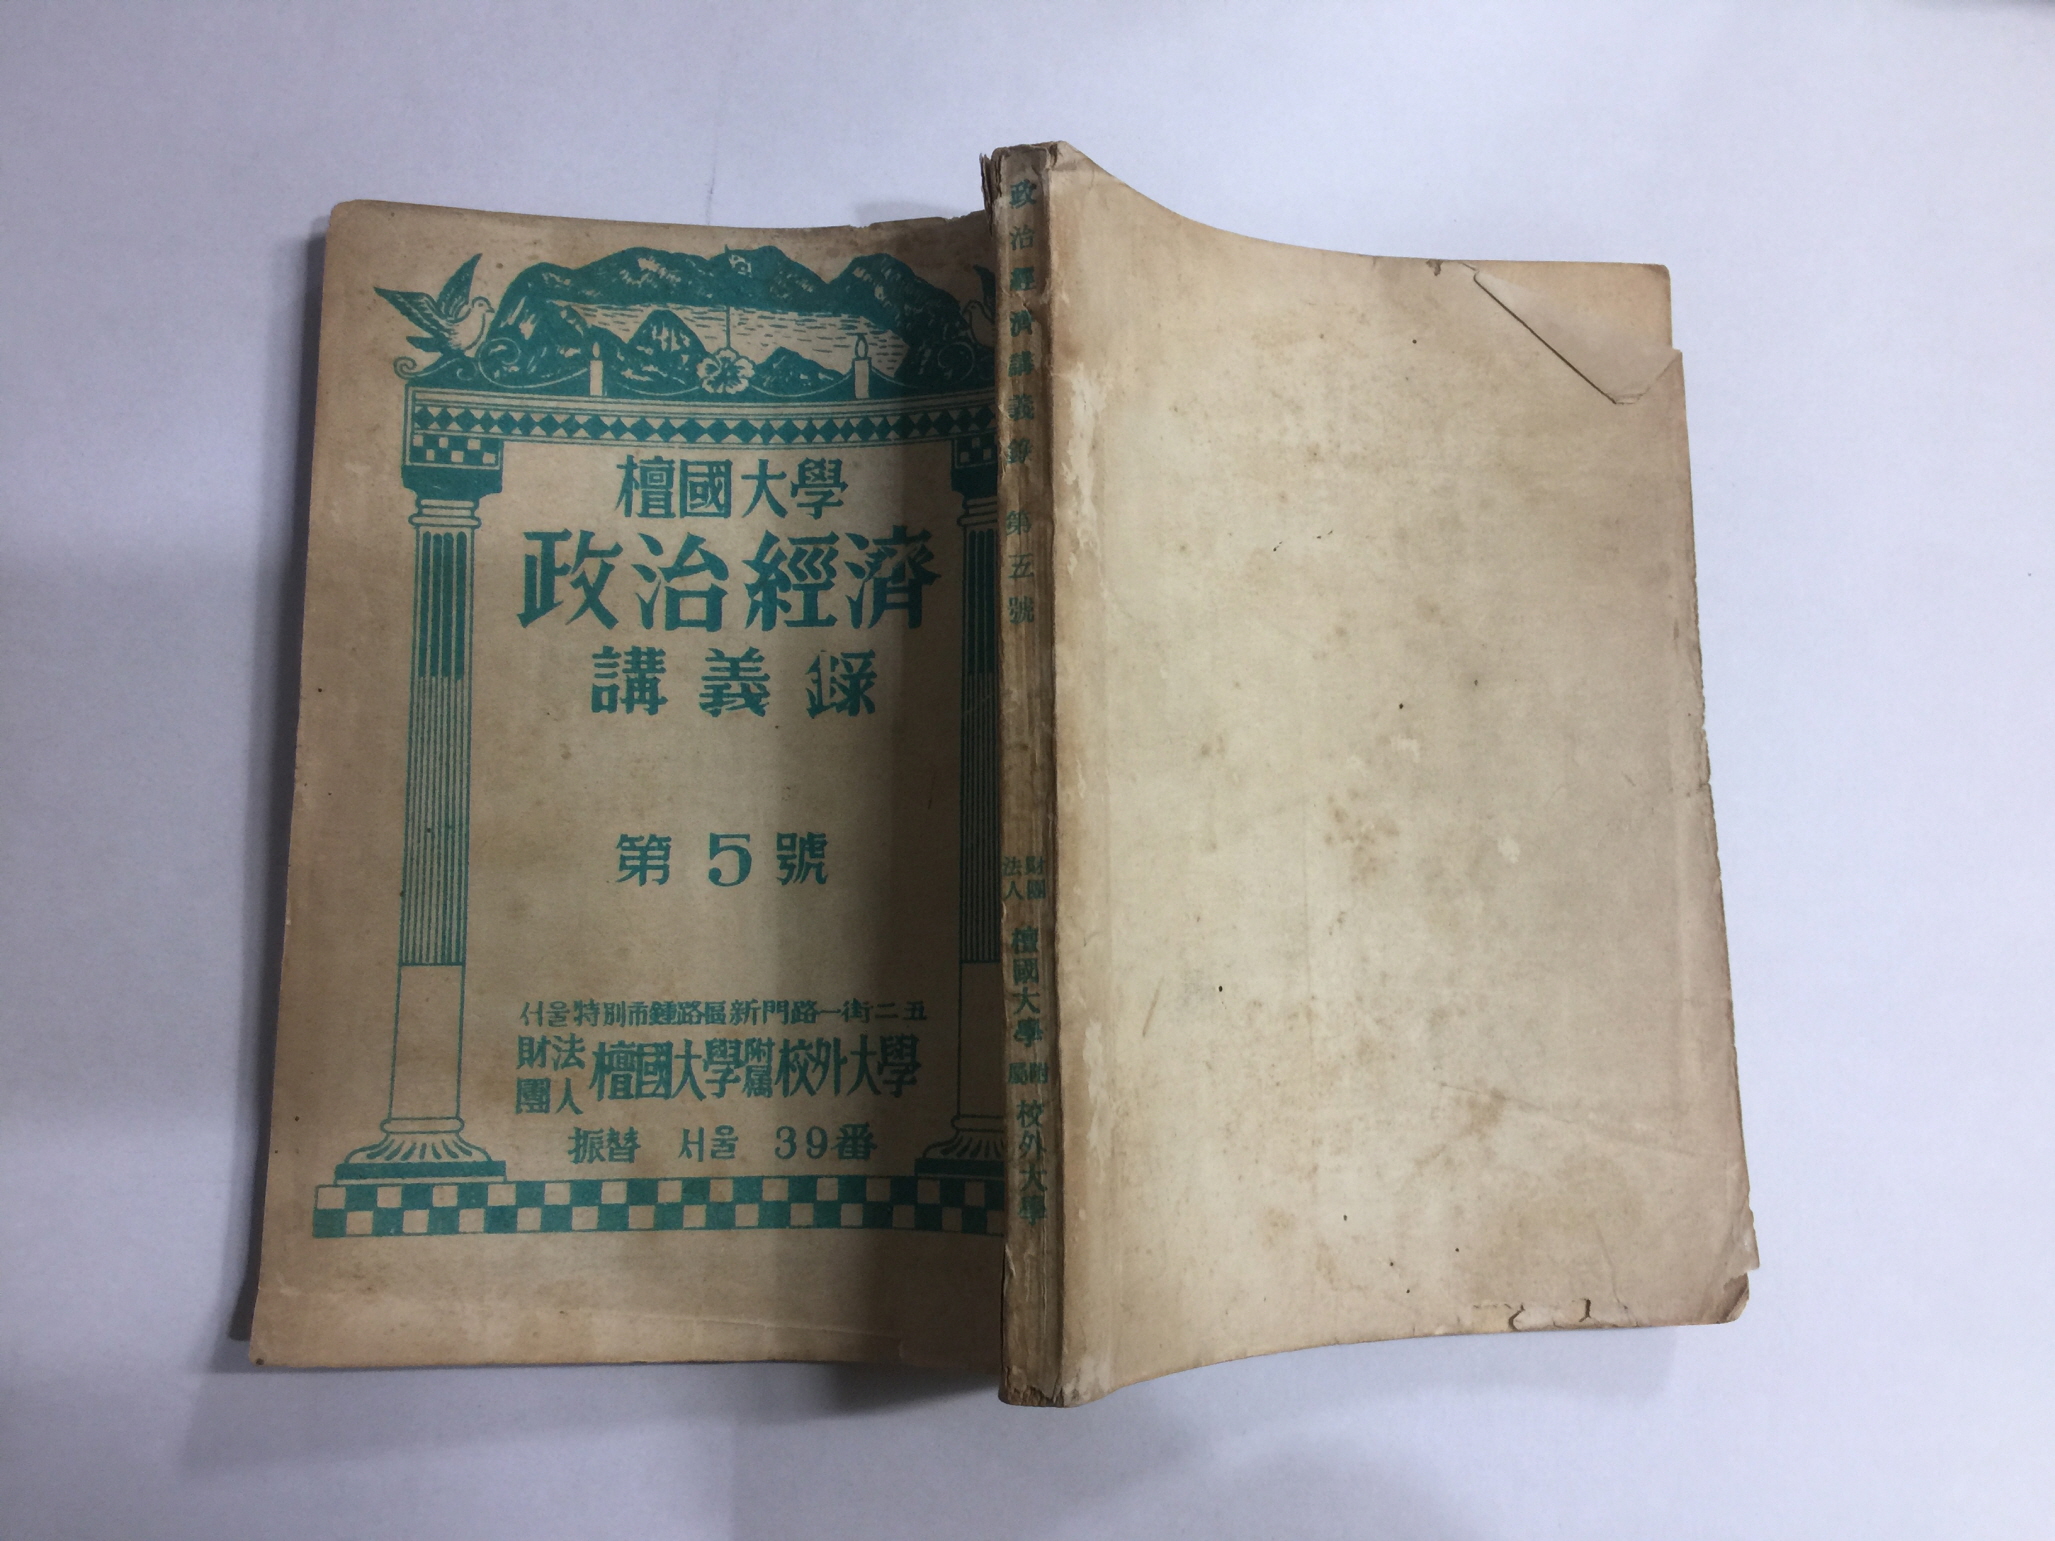 檀國大學
政治經濟
講義錄
第5號
서울特別市鍾路區新門路一街二五
財團法人 檀國大學附屬校外大學
振替 서울 39番
政治經濟講義錄 第五號
財團法人 檀國大學 附屬 校外大學